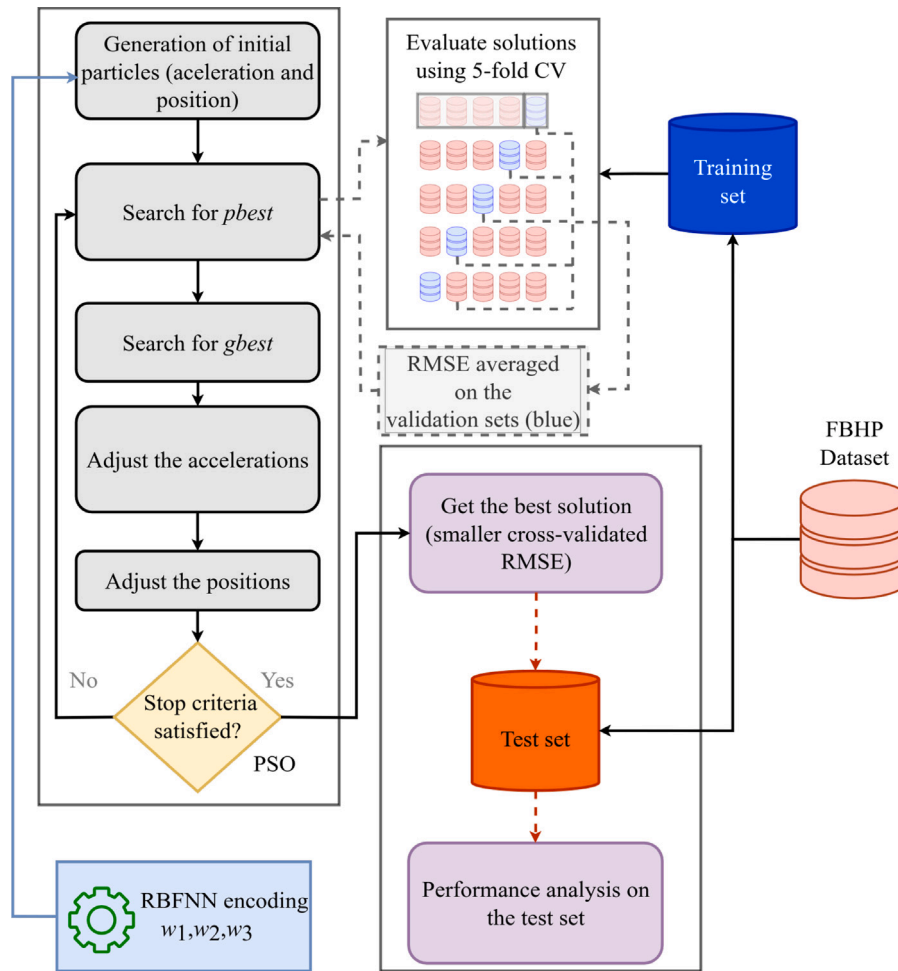 Generation of initial
particles (aceleration and
position)
Search for pbest
Search for gbest
Adjust the accelerations
Adjust the positions
No
Yes
Stop criteria
satisfied?
PSO
RBFNN encoding
w1,w2,w3
Evaluate solutions
using 5-fold CV
RMSE averaged
on the
validation sets (blue)
Training
set
FBHP
Dataset
Get the best solution
(smaller cross-validated
RMSE)
Test set
Performance analysis on
the test set